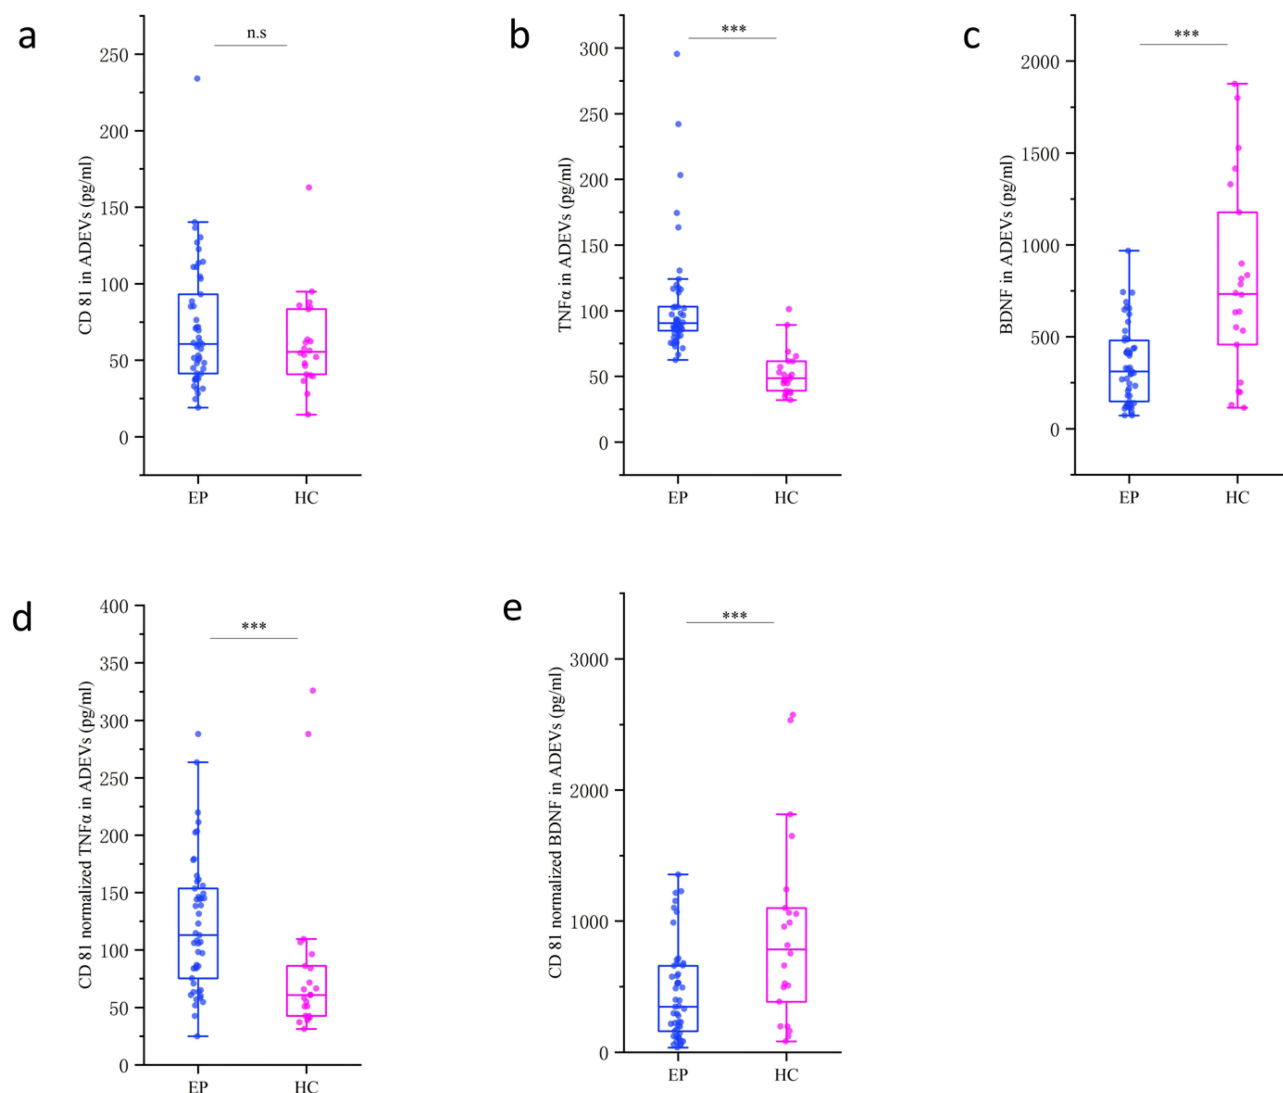 a
n.s
CD 81 in ADEVs (pg/ml)
250
200
150
100
50
0
EP
HC
b
***
TNFα in ADEVs (pg/ml)
300
250
200
150
100
50
0
EP
HC
c
***
BDNF in ADEVs (pg/ml)
2000
1500
1000
500
0
EP
HC
d
***
CD 81 normalized TNFα in ADEVs (pg/ml)
400
350
300
250
200
150
100
50
0
EP
HC
e
***
CD 81 normalized BDNF in ADEVs (pg/ml)
3000
2000
1000
0
EP
HC